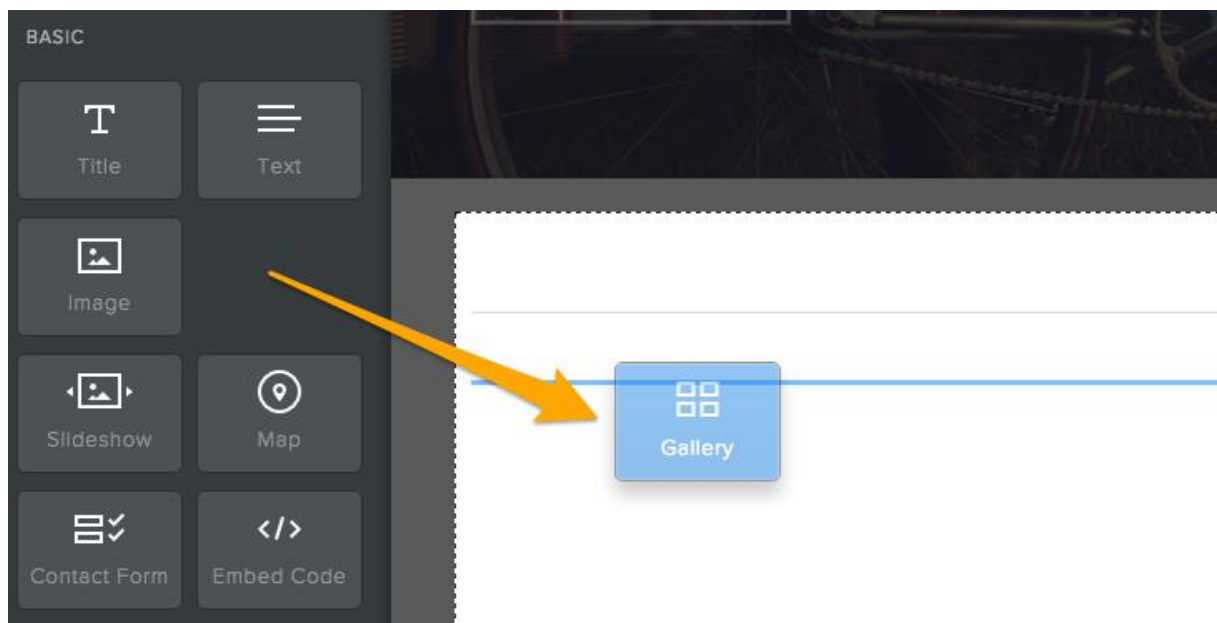 BASIC
Title
Text
Image
Slideshow
Map
Gallery
Contact Form
Embed Code